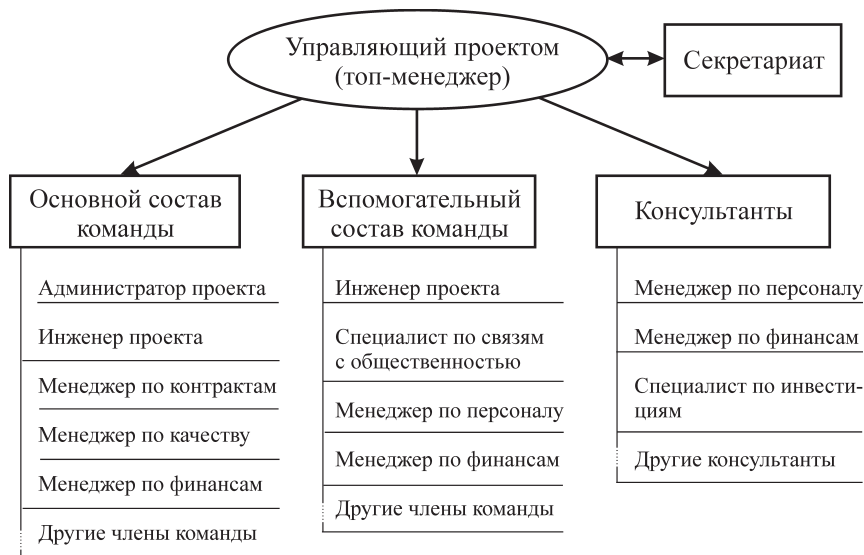 Управляющий проектом
(топ-менеджер)
Секретариат
Основной состав
команды
Администратор проекта
Инженер проекта
Менеджер по контрактам
Менеджер по качеству
Менеджер по финансам
Другие члены команды
Вспомогательный
состав команды
Инженер проекта
Специалист по связям
с общественностью
Менеджер по персоналу
Менеджер по финансам
Другие члены команды
Консультанты
Менеджер по персоналу
Менеджер по финансам
Специалист по инвести-
циям
Другие консультанты